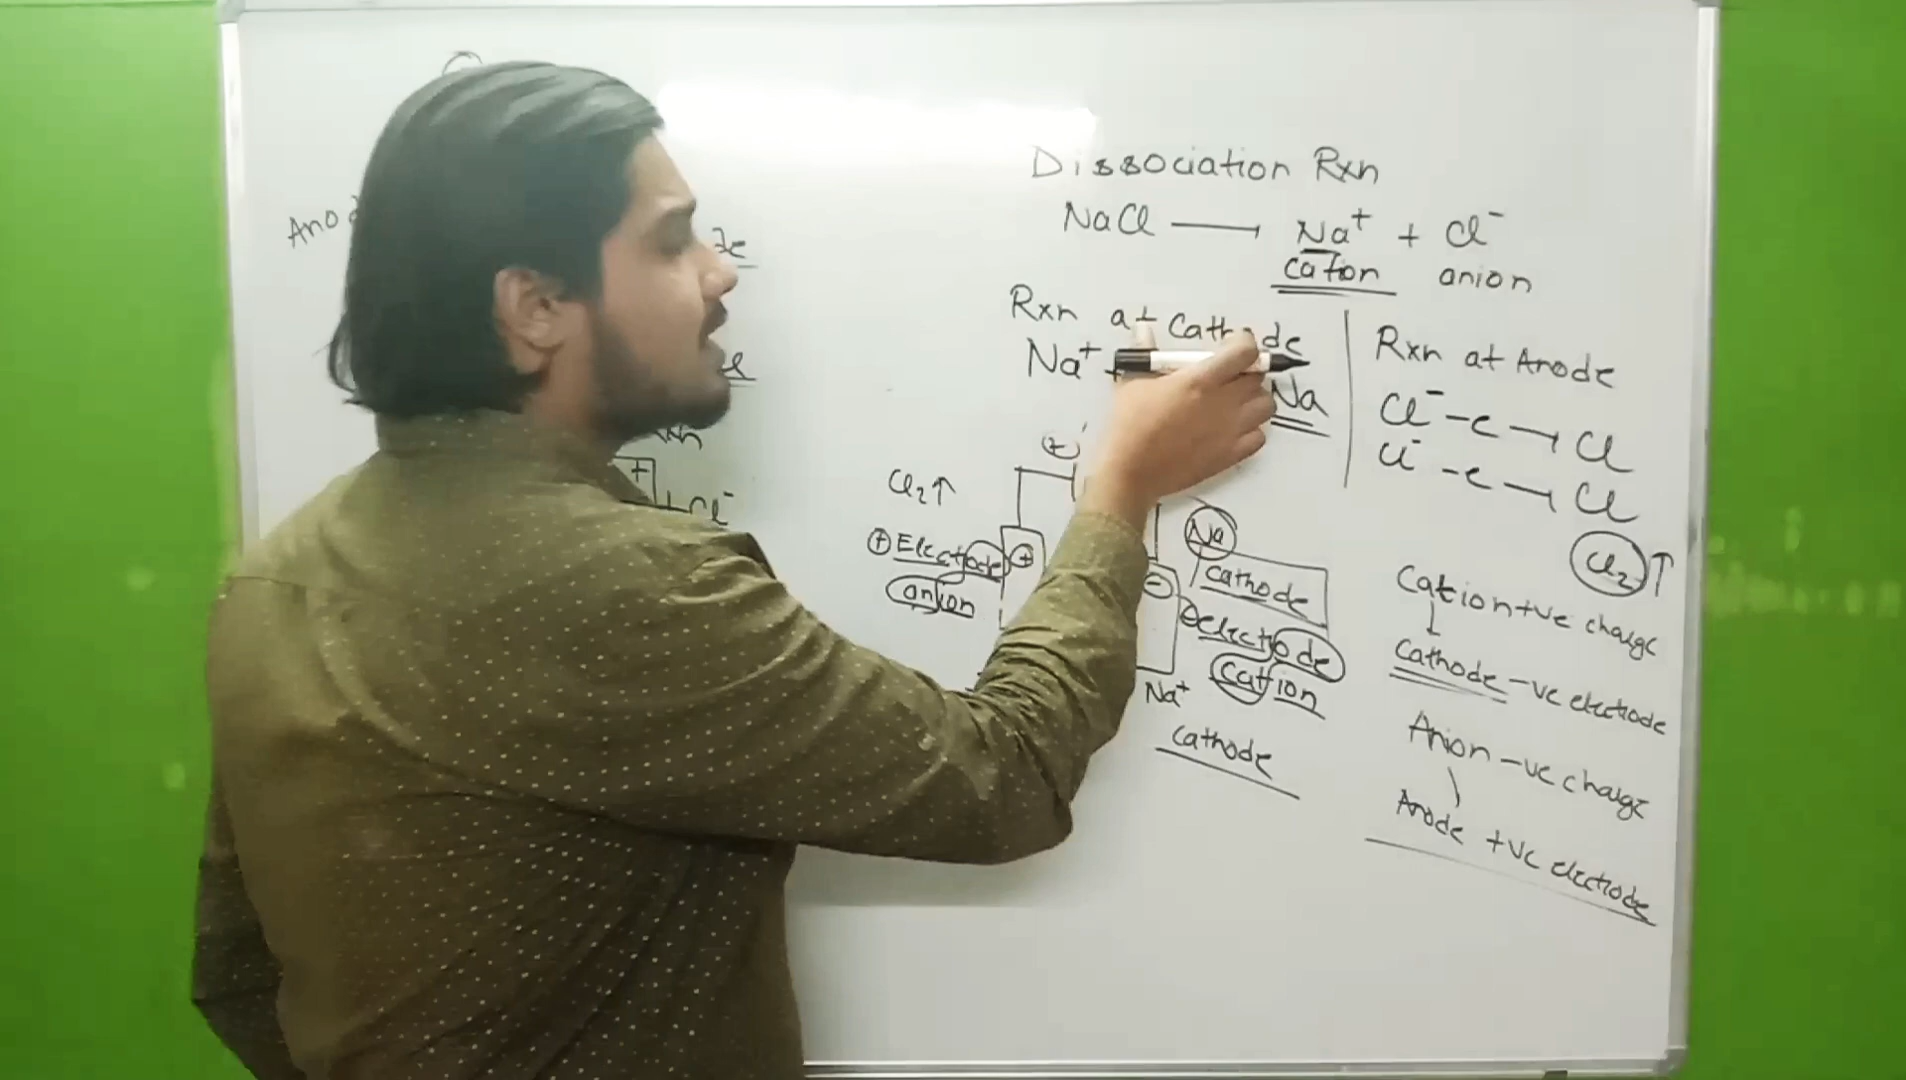 Dissociation Rxn
NaCl → Na⁺ + Cl⁻
cation anion
Rxn at Cathode
Na⁺
Na
Rxn at Anode
Cl⁻ - e → Cl
Cl⁻ - e → Cl
Cl₂↑
Cl₂↑
+ Electrode +
anion
Na
Cathode
- electrode
cation
Na⁺
cathode
-
+
+ Cl⁻
Cation +ve charge
↓
Cathode -ve electrode
Anion -ve charge
Anode +ve electrode